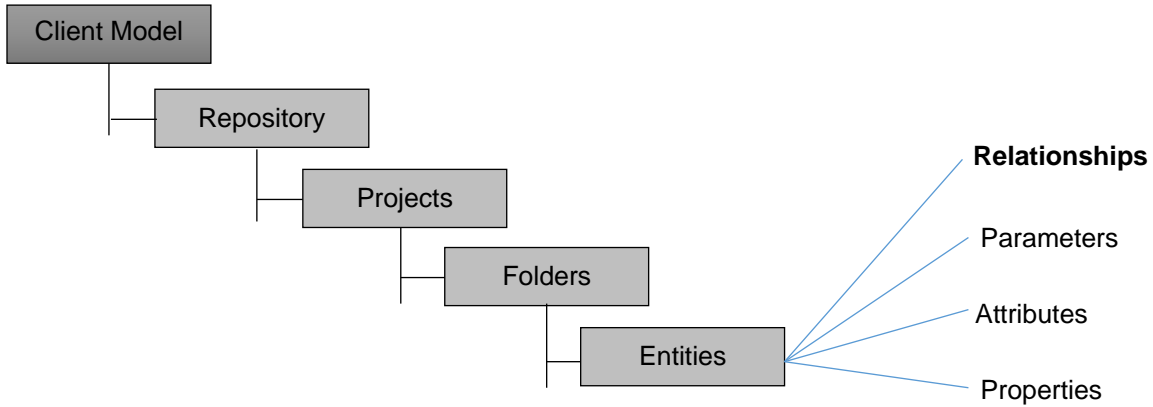 Client Model
Repository
Projects
Folders
Entities
Relationships
Parameters
Attributes
Properties